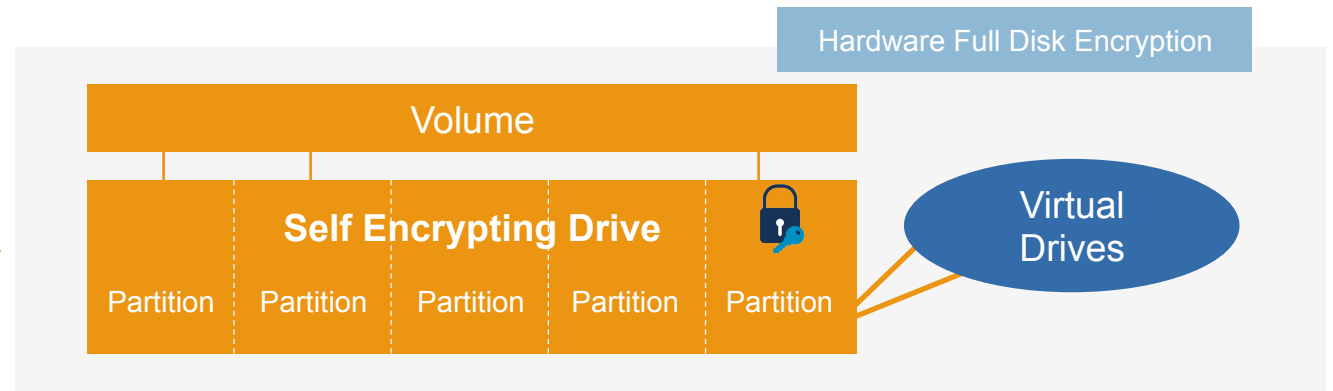 Hardware Full Disk Encryption
Volume
Self Encrypting Drive
Virtual
Drives
Partition Partition Partition Partition Partition